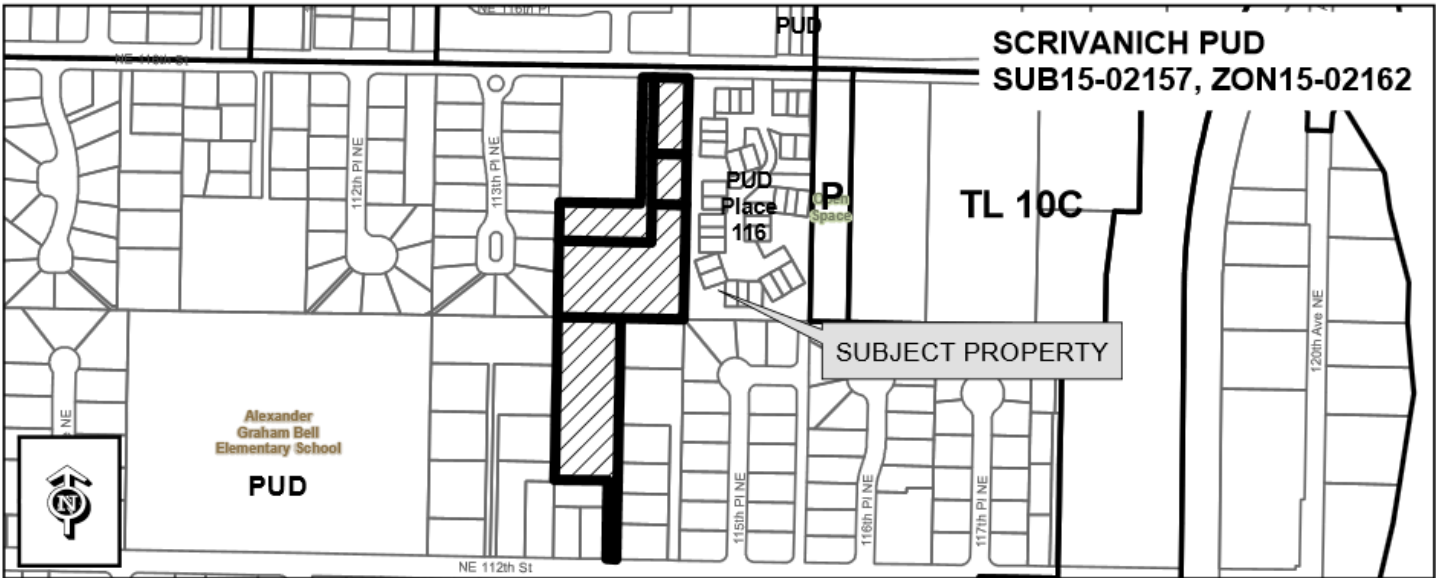 NE 116th Pl
PUD
SCRIVANICH PUD
SUB15-02157, ZON15-02162
NE 116th St
112th Pl NE
113th Pl NE
PUD
Place
116
P
Open
Space
TL 10C
SUBJECT PROPERTY
120th Ave NE
Alexander
Graham Bell
Elementary School
PUD
NE
N
115th Pl NE
116th Pl NE
117th Pl NE
NE 112th St